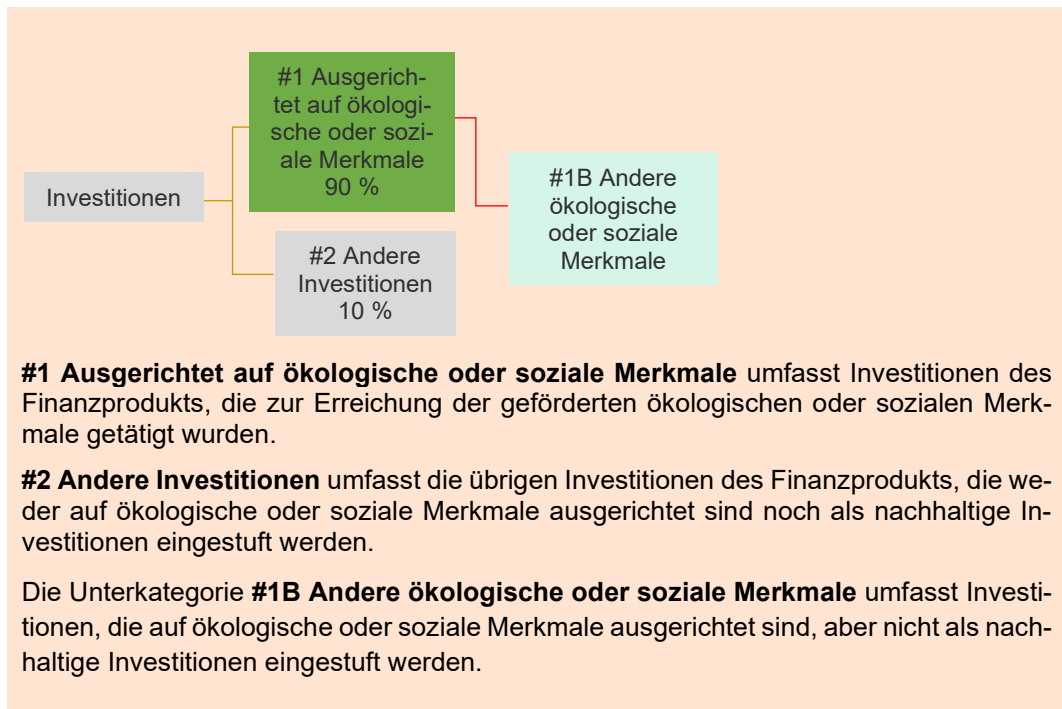 #1 Ausgerich-
tet auf ökologi-
sche oder sozi-
ale Merkmale
90 %
Investitionen
#1B Andere
ökologische
oder soziale
Merkmale
#2 Andere
Investitionen
10 %
#1 Ausgerichtet auf ökologische oder soziale Merkmale umfasst Investitionen des
Finanzprodukts, die zur Erreichung der geförderten ökologischen oder sozialen Merk-
male getätigt wurden.
#2 Andere Investitionen umfasst die übrigen Investitionen des Finanzprodukts, die we-
der auf ökologische oder soziale Merkmale ausgerichtet sind noch als nachhaltige In-
vestitionen eingestuft werden.
Die Unterkategorie #1B Andere ökologische oder soziale Merkmale umfasst Investi-
tionen, die auf ökologische oder soziale Merkmale ausgerichtet sind, aber nicht als nach-
haltige Investitionen eingestuft werden.